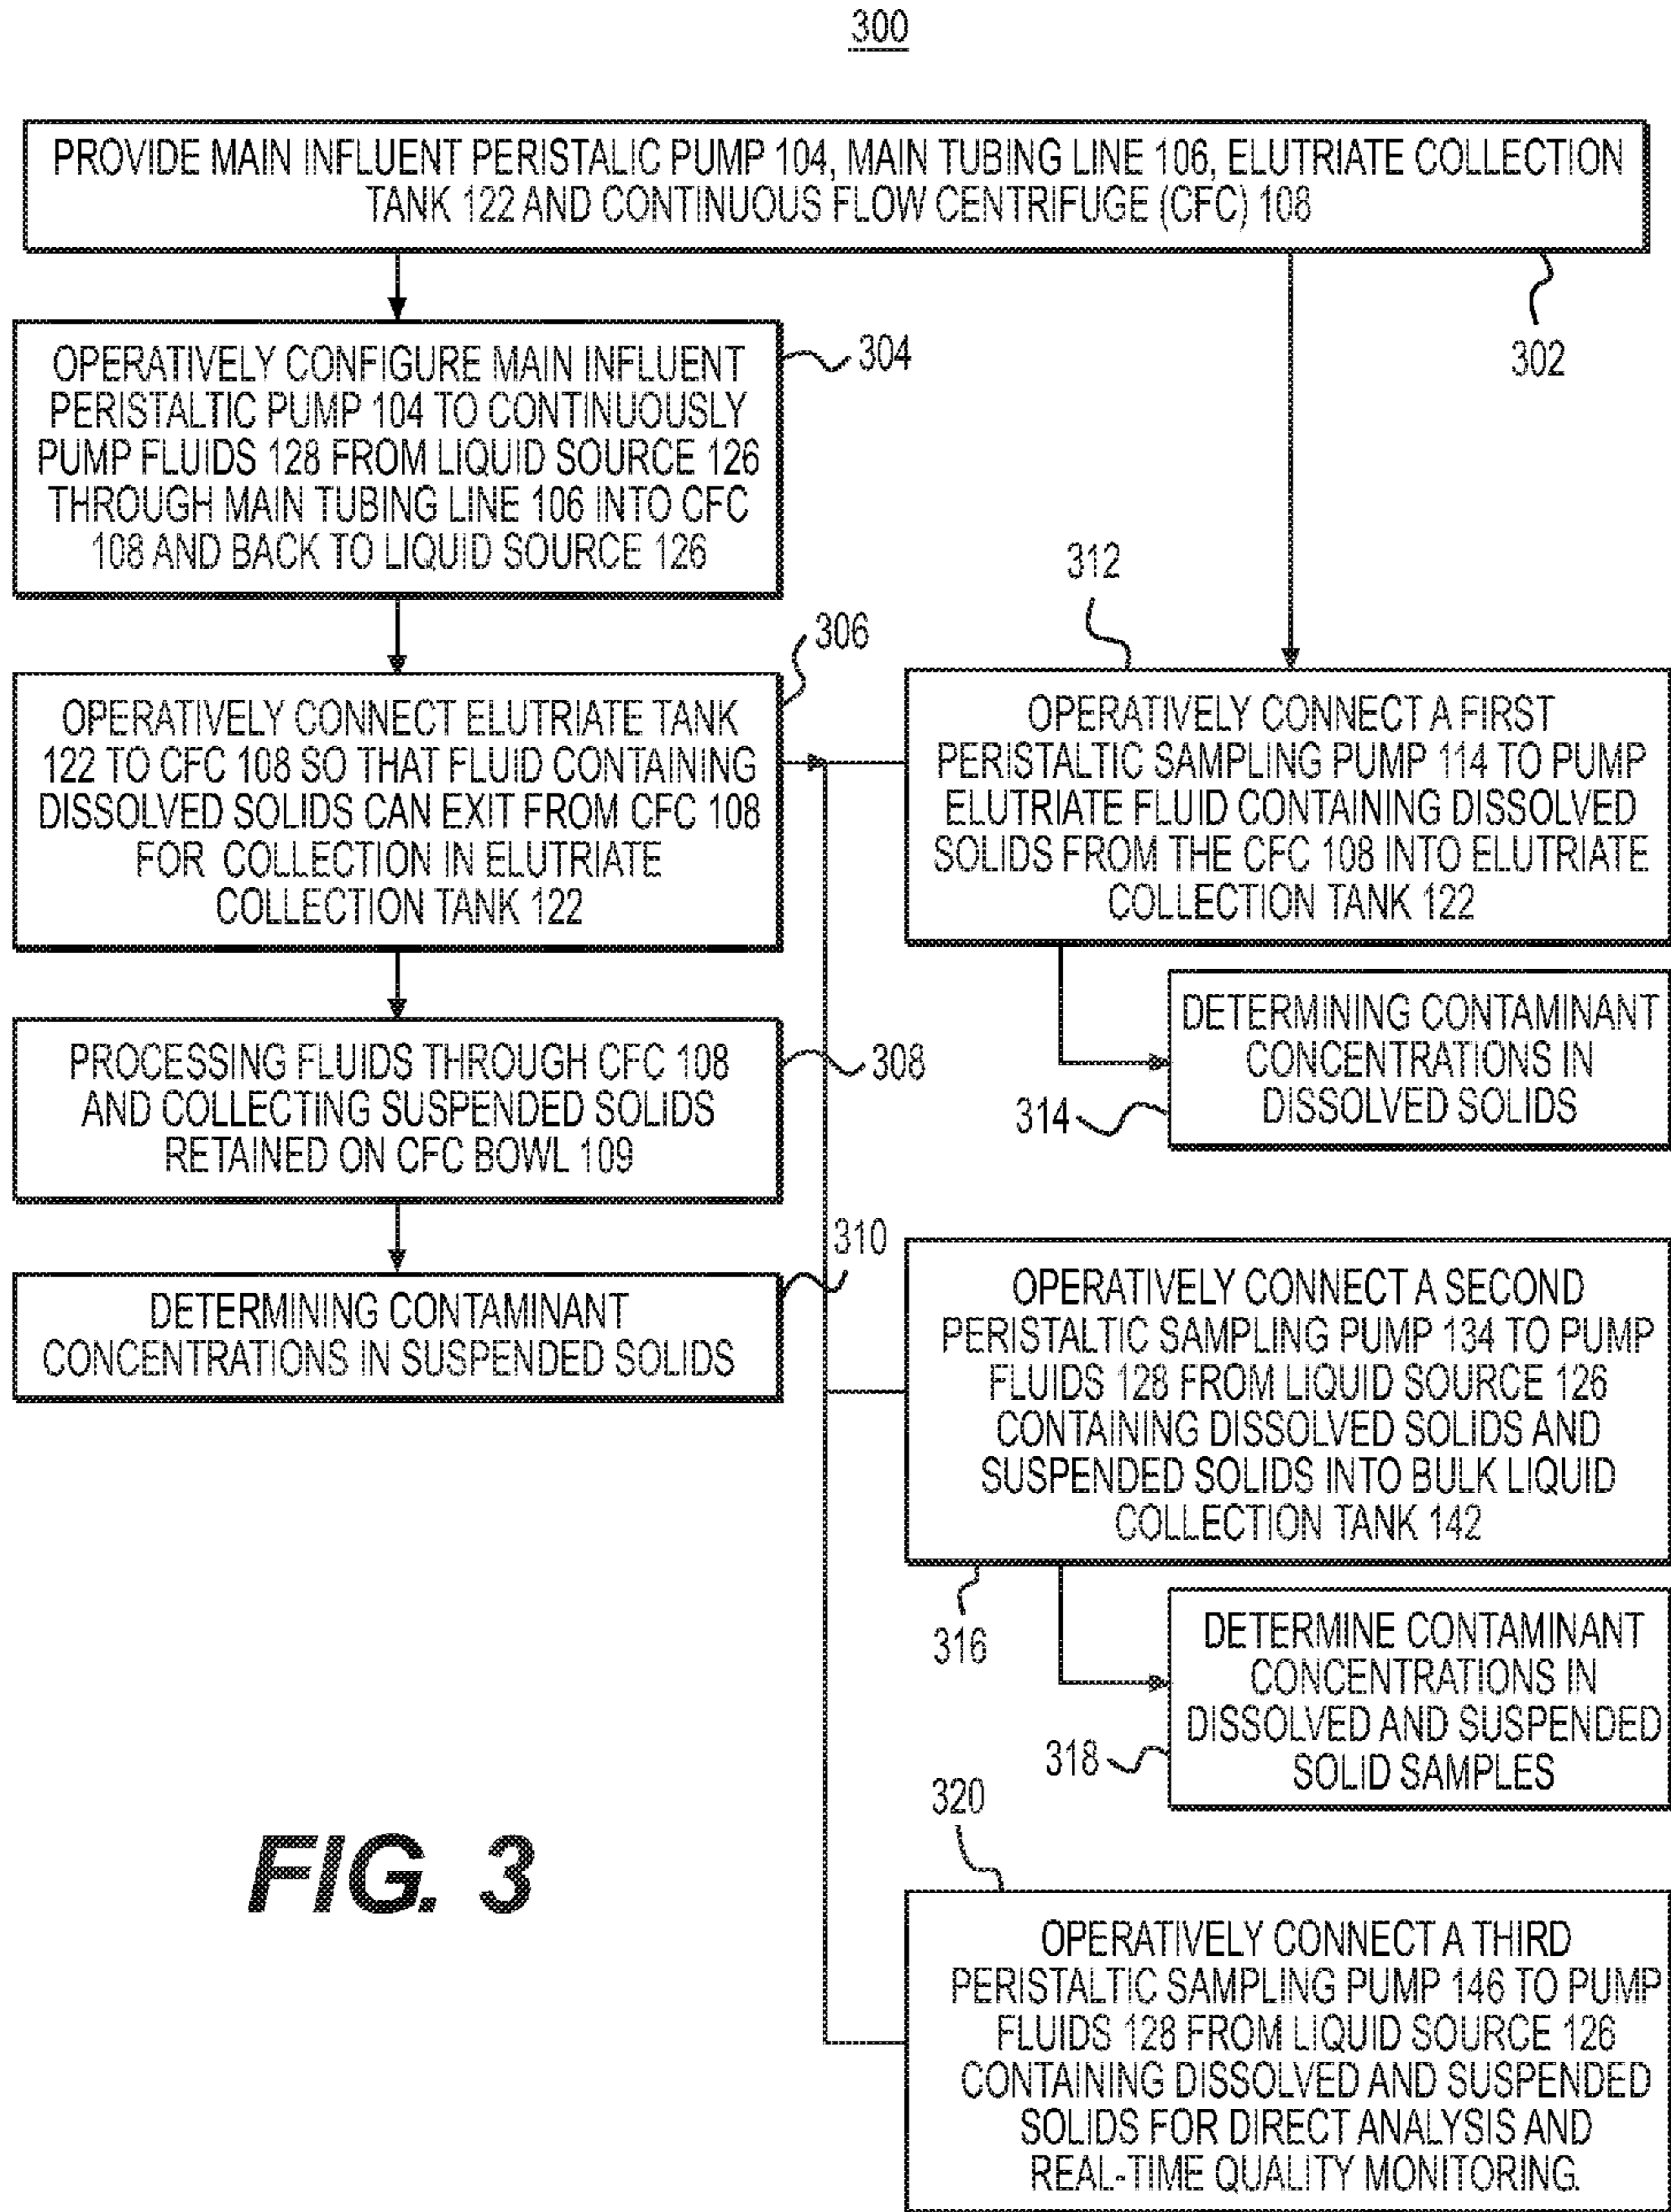 300
PROVIDE MAIN INFLUENT PERISTALIC PUMP 104, MAIN TUBING LINE 106, ELUTRIATE COLLECTION
TANK 122 AND CONTINUOUS FLOW CENTRIFUGE (CFC) 108
302
OPERATIVELY CONFIGURE MAIN INFLUENT
PERISTALTIC PUMP 104 TO CONTINUOUSLY
PUMP FLUIDS 128 FROM LIQUID SOURCE 126
THROUGH MAIN TUBING LINE 106 INTO CFC
108 AND BACK TO LIQUID SOURCE 126
304
OPERATIVELY CONNECT ELUTRIATE TANK
122 TO CFC 108 SO THAT FLUID CONTAINING
DISSOLVED SOLIDS CAN EXIT FROM CFC 108
FOR COLLECTION IN ELUTRIATE
COLLECTION TANK 122
306
PROCESSING FLUIDS THROUGH CFC 108
AND COLLECTING SUSPENDED SOLIDS
RETAINED ON CFC BOWL 109
308
DETERMINING CONTAMINANT
CONCENTRATIONS IN SUSPENDED SOLIDS
310
312
OPERATIVELY CONNECT A FIRST
PERISTALTIC SAMPLING PUMP 114 TO PUMP
ELUTRIATE FLUID CONTAINING DISSOLVED
SOLIDS FROM THE CFC 108 INTO ELUTRIATE
COLLECTION TANK 122
DETERMINING CONTAMINANT
CONCENTRATIONS IN
DISSOLVED SOLIDS
314
OPERATIVELY CONNECT A SECOND
PERISTALTIC SAMPLING PUMP 134 TO PUMP
FLUIDS 128 FROM LIQUID SOURCE 126
CONTAINING DISSOLVED SOLIDS AND
SUSPENDED SOLIDS INTO BULK LIQUID
COLLECTION TANK 142
316
DETERMINE CONTAMINANT
CONCENTRATIONS IN
DISSOLVED AND SUSPENDED
SOLID SAMPLES
318
320
OPERATIVELY CONNECT A THIRD
PERISTALTIC SAMPLING PUMP 146 TO PUMP
FLUIDS 128 FROM LIQUID SOURCE 126
CONTAINING DISSOLVED AND SUSPENDED
SOLIDS FOR DIRECT ANALYSIS AND
REAL-TIME QUALITY MONITORING.
FIG. 3